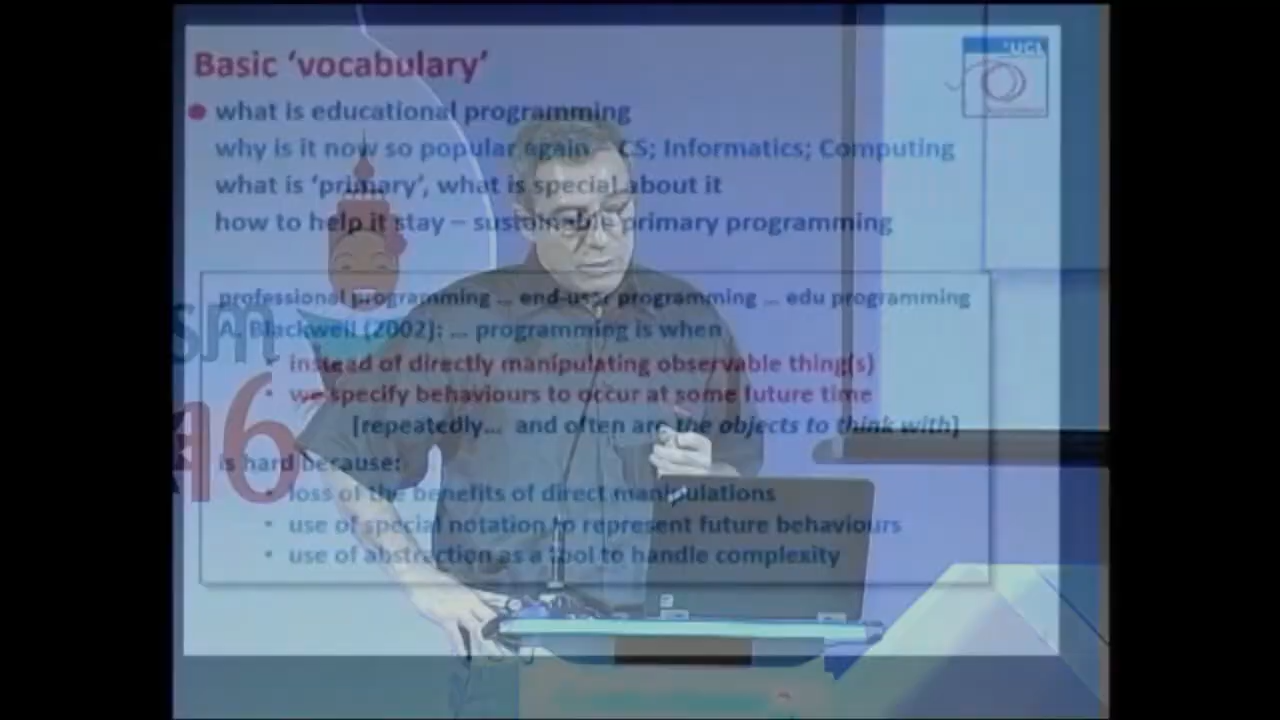 Basic ‘vocabulary’
UCL
what is educational programming
why is it now so popular again – CS; Informatics; Computing
what is ‘primary’, what is special about it
how to help it stay – sustainable primary programming
professional programming … end-user programming … edu programming
A. Blackwell (2002): … programming is when
• instead of directly manipulating observable thing(s)
• we specify behaviours to occur at some future time
[repeatedly… and often are the objects to think with]
is hard because:
• loss of the benefits of direct manipulations
• use of special notation to represent future behaviours
• use of abstraction as a tool to handle complexity
sm
16